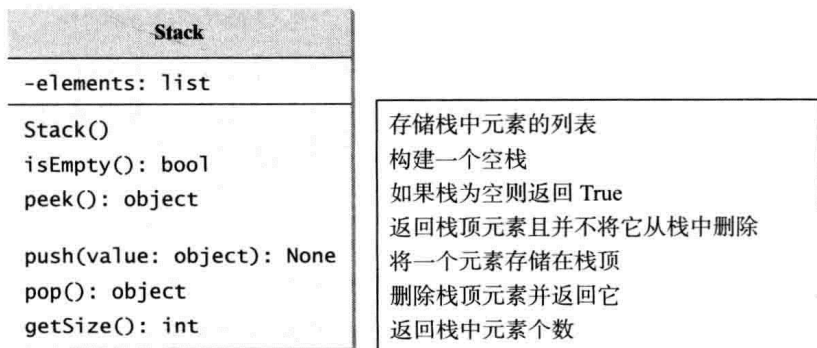 Stack
-elements: list
Stack()
isEmpty(): bool
peek(): object
push(value: object): None
pop(): object
getSize(): int
存储栈中元素的列表
构建一个空栈
如果栈为空则返回 True
返回栈顶元素且并不将它从栈中删除
将一个元素存储在栈顶
删除栈顶元素并返回它
返回栈中元素个数